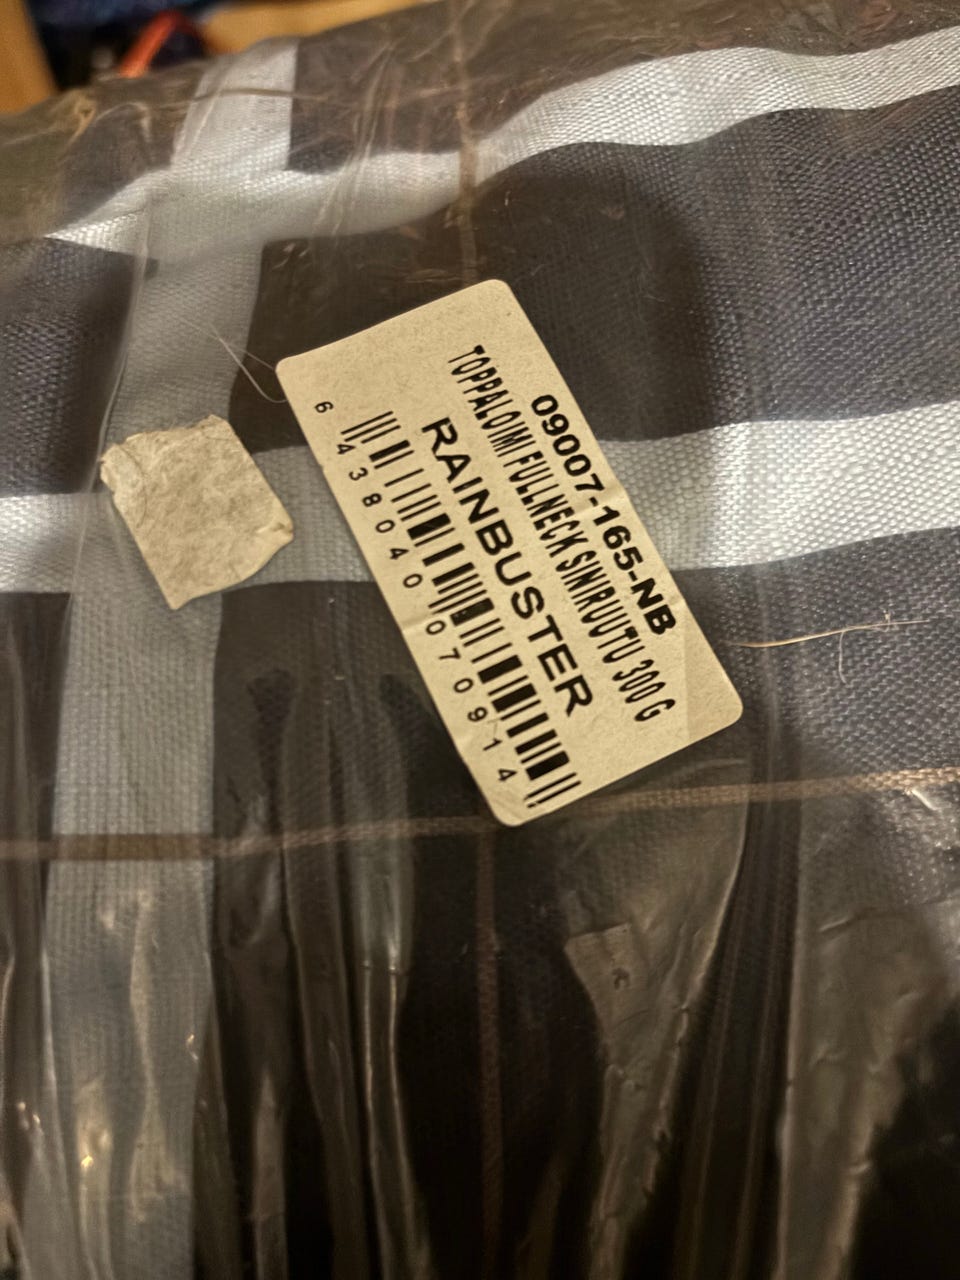 09007-165-NB
TOPPALOIMI FULLNECK SINIRUUTU 300 G
RAINBUSTER
6 438040 070914